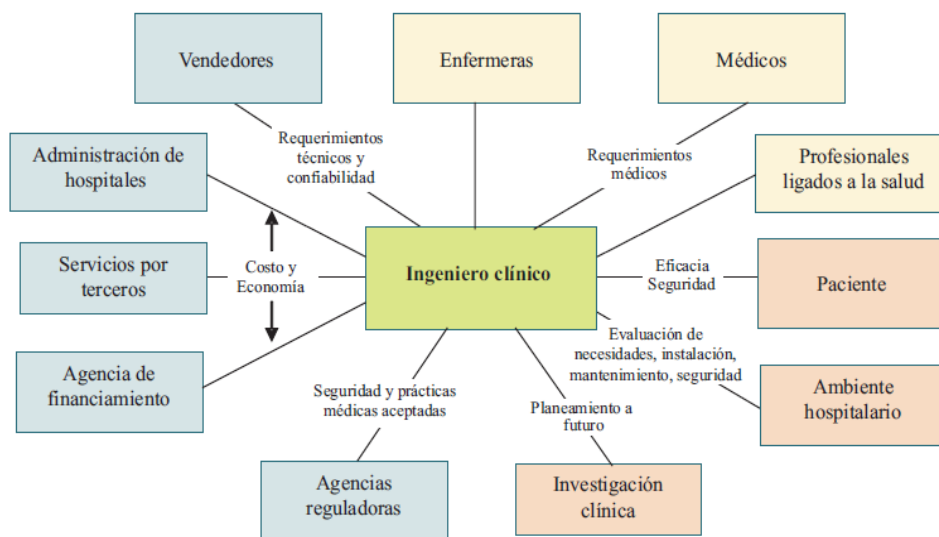 Vendedores
Enfermeras
Médicos
Requerimientos
técnicos y
confiabilidad
Requerimientos
médicos
Administración de
hospitales
Profesionales
ligados a la salud
Servicios por
terceros
Costo y
Economía
Ingeniero clínico
Eficacia
Seguridad
Paciente
Evaluación de
necesidades, instalación,
mantenimiento, seguridad
Agencia de
financiamiento
Seguridad y prácticas
médicas aceptadas
Planeamiento a
futuro
Ambiente
hospitalario
Agencias
reguladoras
Investigación
clínica